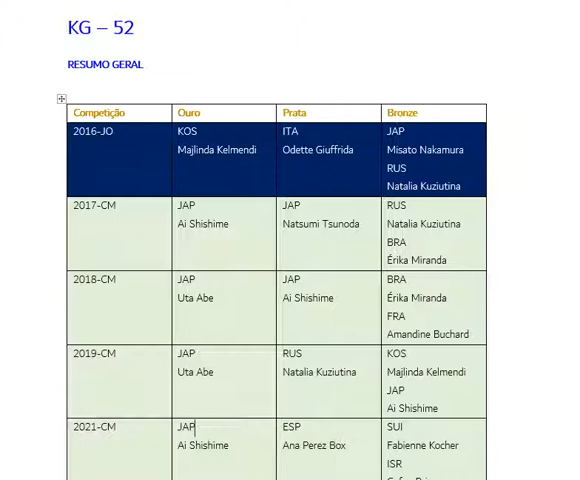 KG – 52
RESUMO GERAL
Competição Ouro Prata Bronze
2016-JO KOS ITA JAP
Majlinda Kelmendi Odette Giuffrida Misato Nakamura
RUS
Natalia Kuziutina
2017-CM JAP JAP RUS
Ai Shishime Natsumi Tsunoda Natalia Kuziutina
BRA
Érika Miranda
2018-CM JAP JAP BRA
Uta Abe Ai Shishime Érika Miranda
FRA
Amandine Buchard
2019-CM JAP RUS KOS
Uta Abe Natalia Kuziutina Majlinda Kelmendi
JAP
Ai Shishime
2021-CM JAP ESP SUI
Ai Shishime Ana Perez Box Fabienne Kocher
ISR